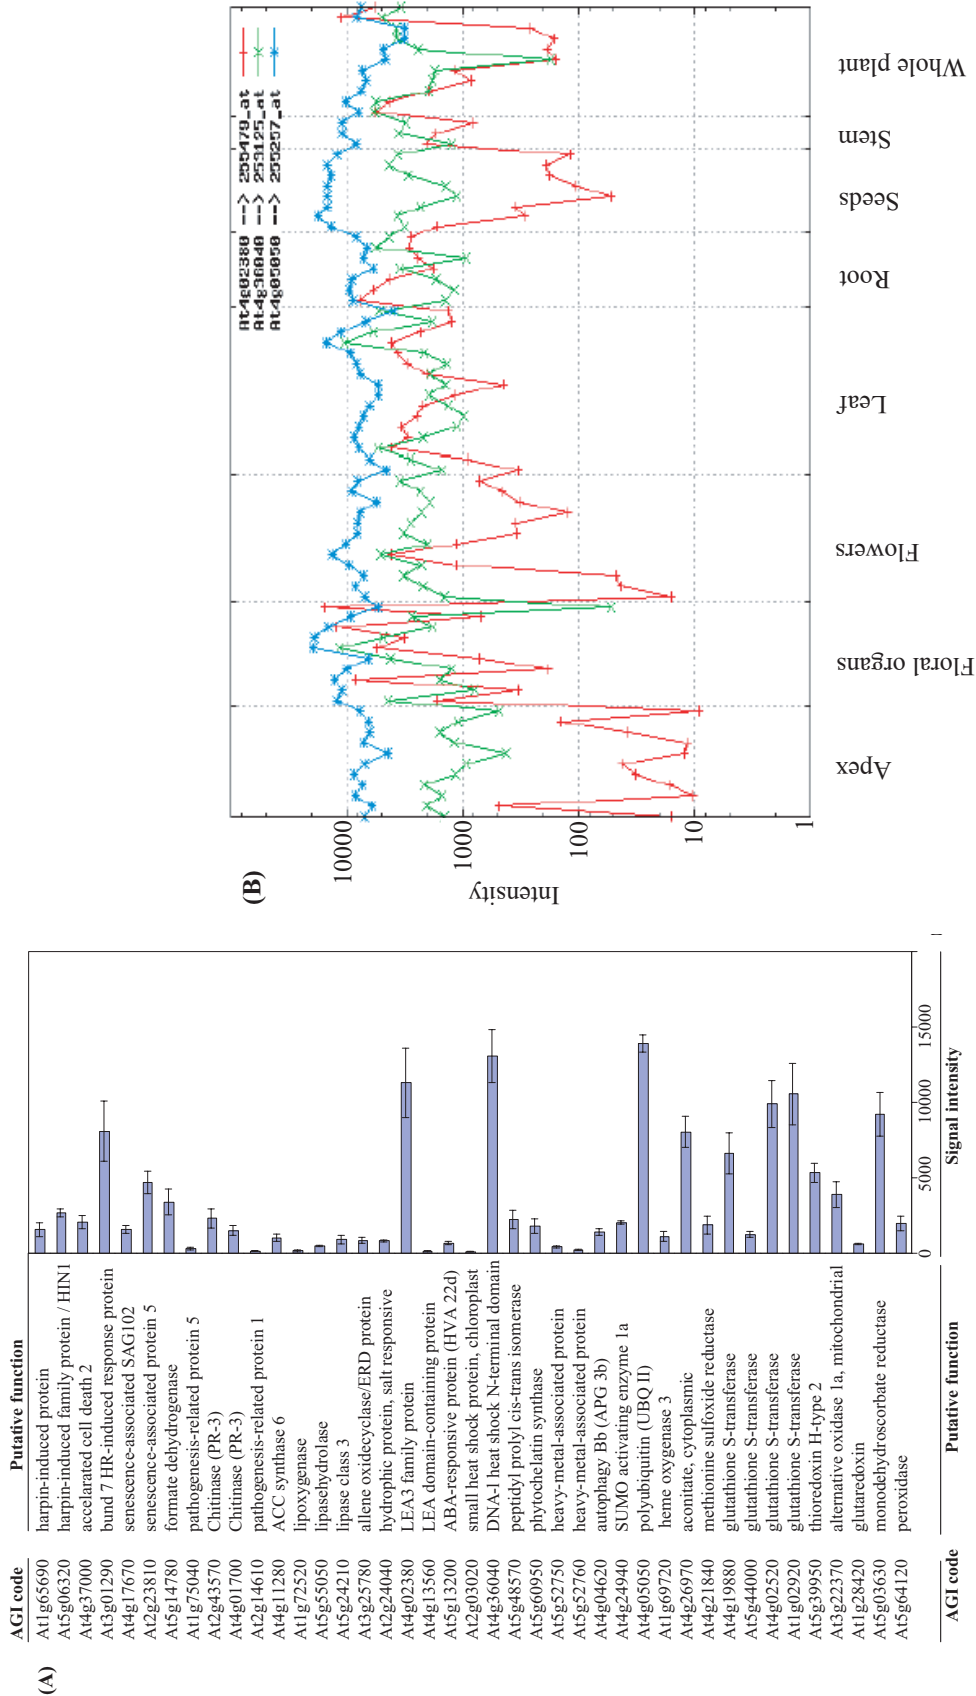 (A)
AGI code Putative function
At1g65690 harpin-induced protein
At5g06320 harpin-induced family protein / HIN1
At4g37000 accelarated cell death 2
At3g01290 bund 7 HR-induced response protein
At4g17670 senescence-associated SAG102
At2g23810 senescence-associated protein 5
At5g14780 formate dehydrogenase
At1g75040 pathogenesis-related protein 5
At2g43570 Chitinase (PR-3)
At4g01700 Chitinase (PR-3)
At2g14610 pathogenesis-related protein 1
At4g11280 ACC synthase 6
At1g72520 lipoxygenase
At5g55050 lipasehydrolase
At5g24210 lipase class 3
At3g25780 allene oxidecyclase/ERD protein
At2g24040 hydrophic protein, salt responsive
At4g02380 LEA3 family protein
At4g13560 LEA domain-containing protein
At5g13200 ABA-responsive protein (HVA 22d)
At2g03020 small heat shock protein, chloroplast
At4g36040 DNA-1 heat shock N-terminal domain
At5g48570 peptidyl prolyl cis-trans isomerase
At5g60950 phytochelatin synthase
At5g52750 heavy-metal-associated protein
At5g52760 heavy-metal-associated protein
At4g04620 autophagy Bb (APG 3b)
At4g24940 SUMO activating enzyme 1a
At4g05050 polyubiquitin (UBQ II)
At1g69720 heme oxygenase 3
At4g26970 aconitate, cytoplasmic
At4g21840 methionine sulfoxide reductase
At4g19880 glutathione S-transferase
At5g44000 glutathione S-transferase
At4g02520 glutathione S-transferase
At1g02920 glutathione S-transferase
At5g39950 thioredoxin H-type 2
At3g22370 alternative oxidase 1a, mitochondrial
At1g28420 glutaredoxin
At5g03630 monodehydroscorbate reductase
At5g64120 peroxidase
0 5000 10000 15000
AGI code Putative function Signal intensity
(B)
At4g02380 --> 255479_at
At4g36040 --> 253125_at
At4g05050 --> 255257_at
10000
1000
100
10
1
Intensity
Apex Floral organs Flowers Leaf Root Seeds Stem Whole plant